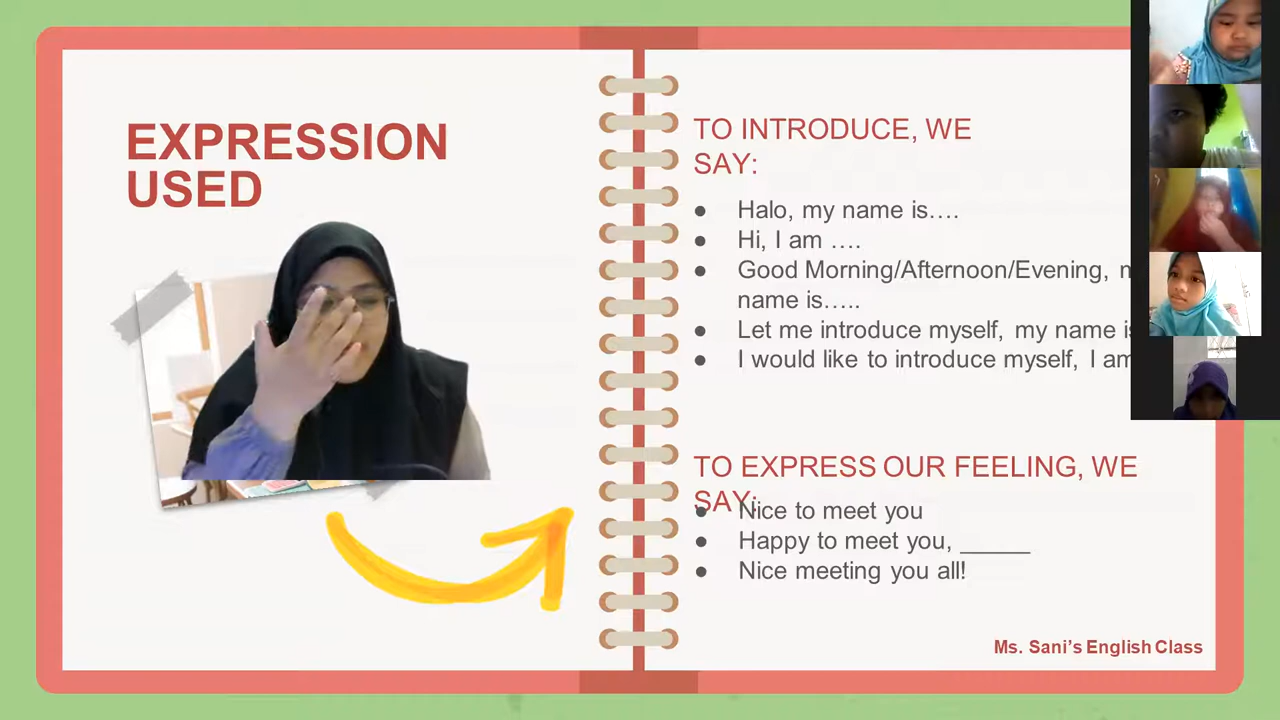 EXPRESSION
USED
TO INTRODUCE, WE
SAY:
● Halo, my name is….
● Hi, I am ….
● Good Morning/Afternoon/Evening,
name is…..
● Let me introduce myself, my name
● I would like to introduce myself, I am
TO EXPRESS OUR FEELING, WE
SAY:
● Nice to meet you
● Happy to meet you, _____
● Nice meeting you all!
Ms. Sani’s English Class